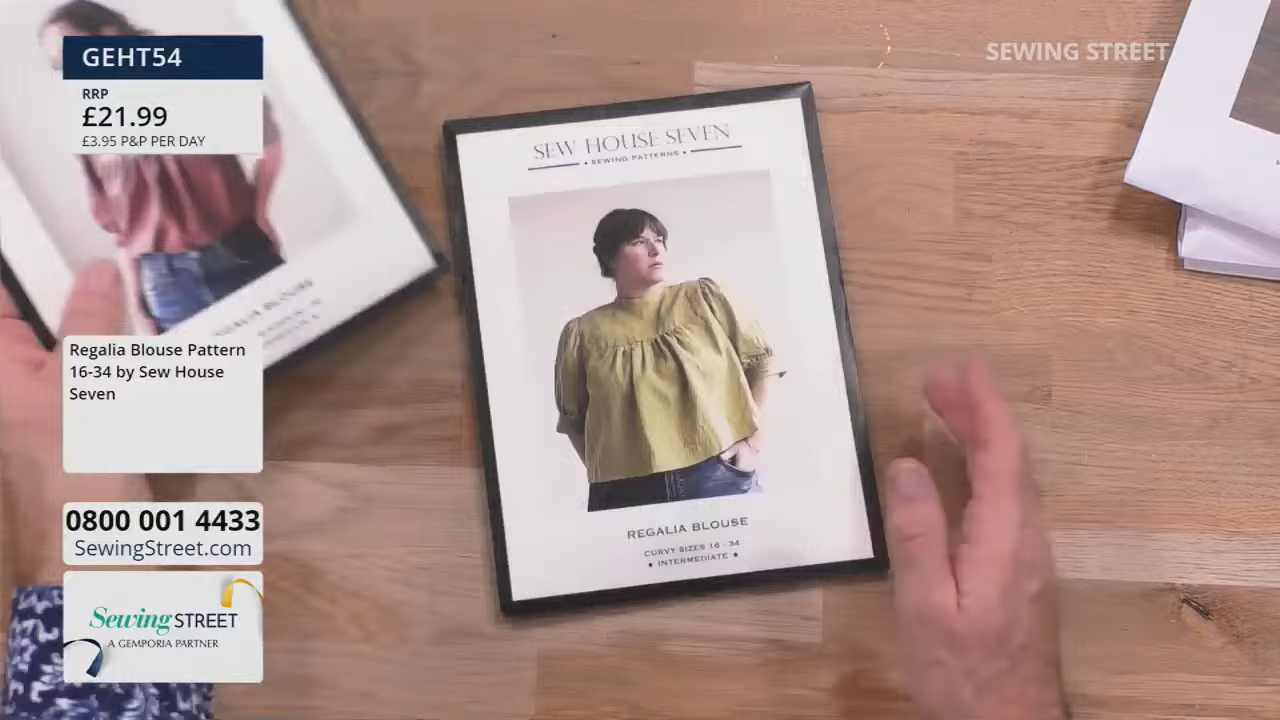 GEHT54
RRP
£21.99
£3.95 P&P PER DAY
SEWING STREET
SEW HOUSE SEVEN
• SEWING PATTERNS •
REGALIA BLOUSE
CURVY SIZES 16 - 34
★ INTERMEDIATE ★
Regalia Blouse Pattern
16-34 by Sew House
Seven
0800 001 4433
SewingStreet.com
Sewing STREET
A GEMPORIA PARTNER